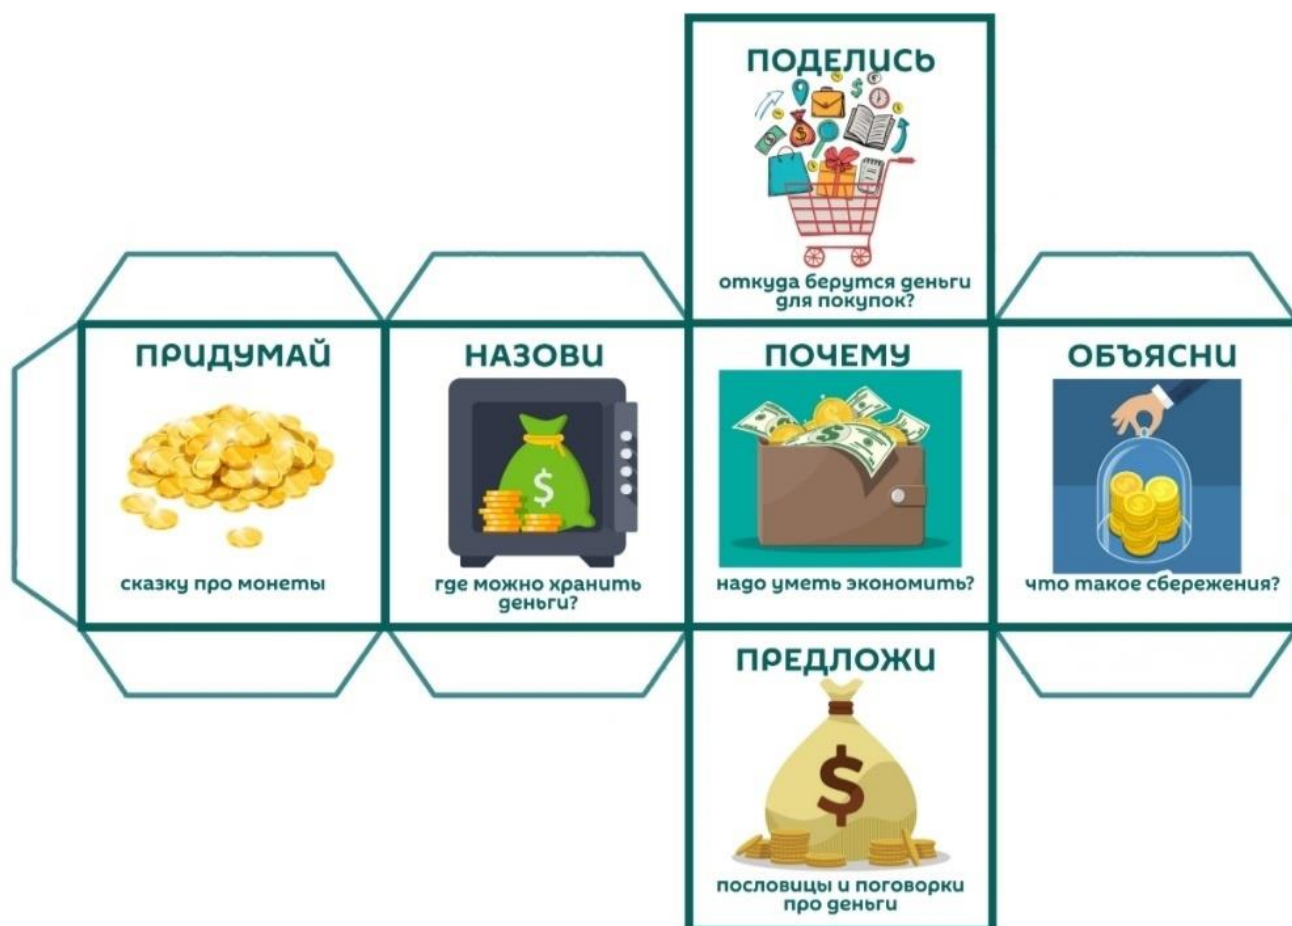 ПОДЕЛИСЬ
$
$
откуда берутся деньги
для покупок?
ПРИДУМАЙ
сказку про монеты
НАЗОВИ
$
где можно хранить
деньги?
ПОЧЕМУ
$
надо уметь экономить?
ОБЪЯСНИ
что такое сбережения?
ПРЕДЛОЖИ
$
пословицы и поговорки
про деньги